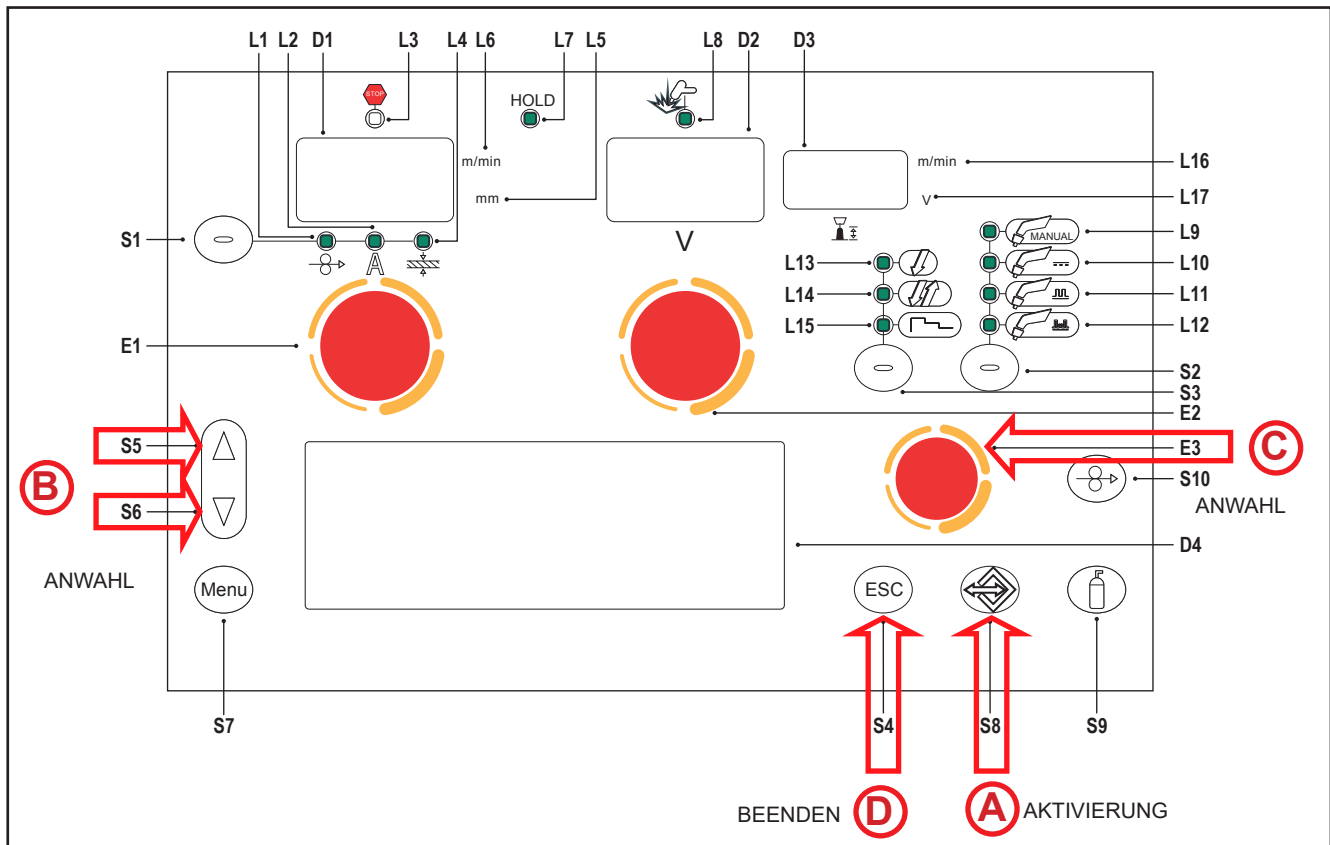 L1 L2 D1 L3 L4 L6 L7 L5 L8 D2 D3
STOP
HOLD
m/min
m/min
L16
mm
V
L17
S1
V
MANUAL
L9
A
L13
L10
L14
L11
L15
L12
E1
S2
S3
E2
S5
E3
C
B
S10
S6
ANWAHL
D4
ANWAHL
Menu
ESC
S7
S4
S8
S9
BEENDEN
D
A
AKTIVIERUNG